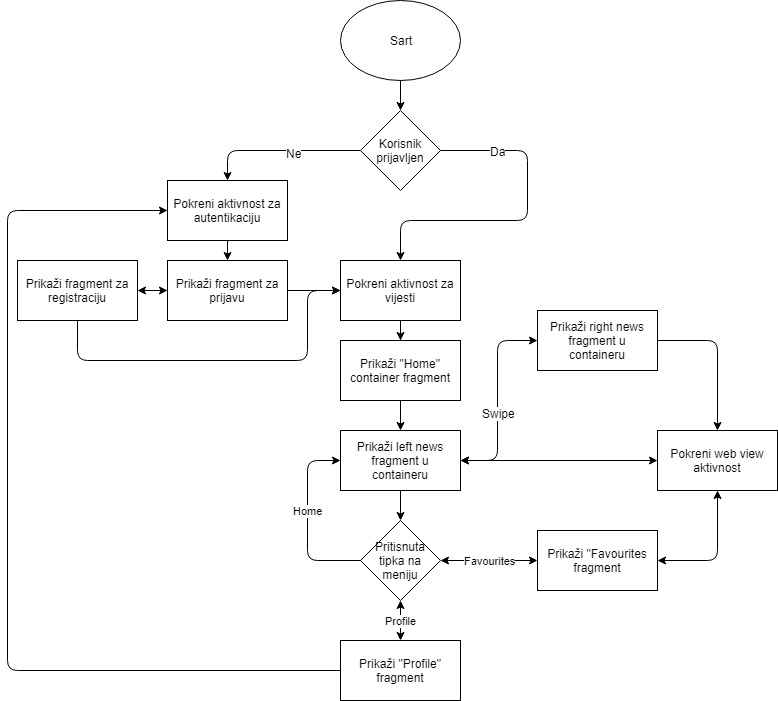 Sart
Korisnik
prijavljen
Ne
Da
Pokreni aktivnost za
autentikaciju
Prikaži fragment za
registraciju
Prikaži fragment za
prijavu
Pokreni aktivnost za
vijesti
Prikaži "Home"
container fragment
Prikaži right news
fragment u
containeru
Swipe
Prikaži left news
fragment u
containeru
Pokreni web view
aktivnost
Home
Pritisnuta
tipka na
meniju
Favourites
Prikaži "Favourites
fragment
Profile
Prikaži "Profile"
fragment